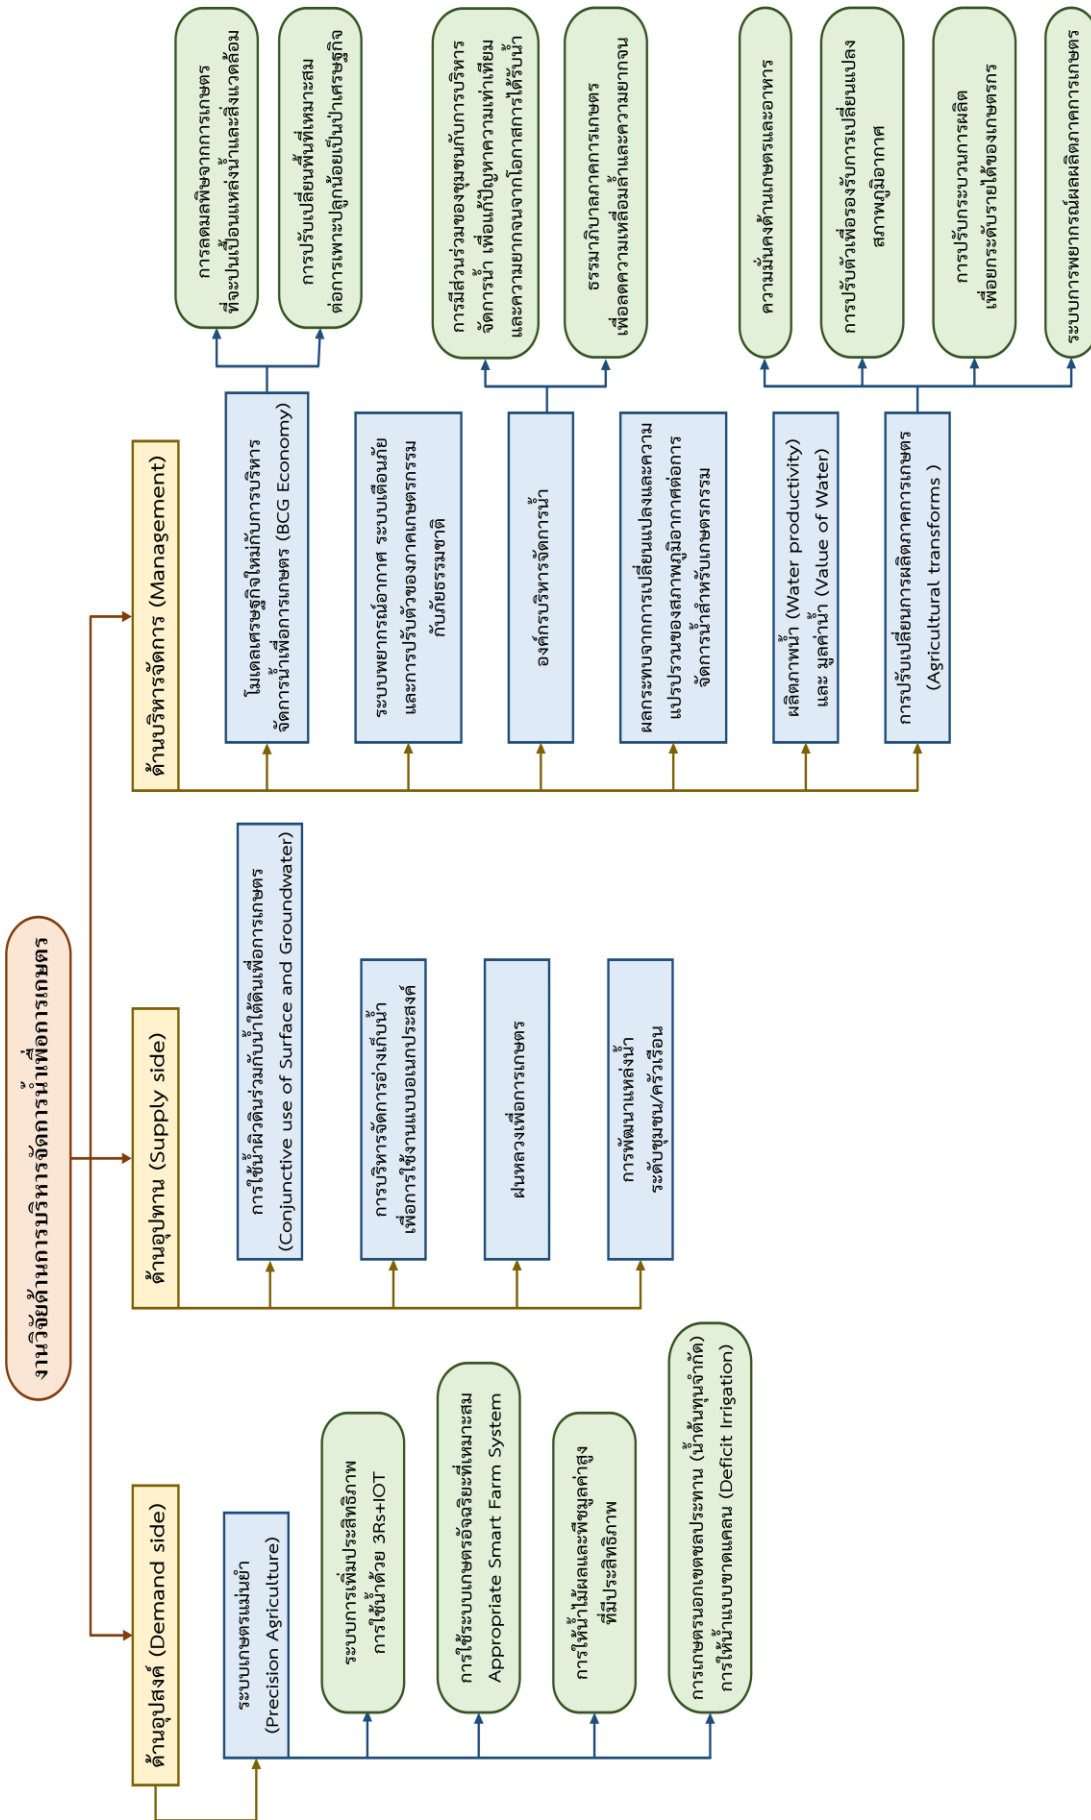 งานวิจัยด้านการบริหารจัดการน้ำเพื่อการเกษตร
ด้านอุปสงค์ (Demand side)
ระบบเกษตรแม่นยำ
(Precision Agriculture)
ระบบการเพิ่มประสิทธิภาพ
การใช้น้ำด้วย 3Rs+IOT
การใช้ระบบเกษตรอัจฉริยะที่เหมาะสม
Appropriate Smart Farm System
การให้น้ำไม้ผลและพืชมูลค่าสูง
ที่มีประสิทธิภาพ
การเกษตรนอกเขตชลประทาน (น้ำต้นทุนจำกัด)
การให้น้ำแบบขาดแคลน (Deficit Irrigation)
ด้านอุปทาน (Supply side)
การใช้น้ำผิวดินร่วมกับน้ำใต้ดินเพื่อการเกษตร
(Conjunctive use of Surface and Groundwater)
การบริหารจัดการอ่างเก็บน้ำ
เพื่อการใช้งานแบบอเนกประสงค์
ฝนหลวงเพื่อการเกษตร
การพัฒนาแหล่งน้ำ
ระดับชุมชน/ครัวเรือน
ด้านบริหารจัดการ (Management)
โมเดลเศรษฐกิจใหม่กับการบริหาร
จัดการน้ำเพื่อการเกษตร (BCG Economy)
การลดมลพิษจากการเกษตร
ที่จะปนเปื้อนแหล่งน้ำและสิ่งแวดล้อม
การปรับเปลี่ยนพื้นที่เหมาะสม
ต่อการเพาะปลูกน้อยเป็นป่าเศรษฐกิจ
ระบบพยากรณ์อากาศ ระบบเตือนภัย
และการปรับตัวของภาคเกษตรกรรม
กับภัยธรรมชาติ
องค์กรบริหารจัดการน้ำ
การมีส่วนร่วมของชุมชนกับการบริหาร
จัดการน้ำ เพื่อแก้ปัญหาความเท่าเทียม
และความยากจนจากโอกาสการได้รับน้ำ
ธรรมาภิบาลภาคการเกษตร
เพื่อลดความเหลื่อมล้ำและความยากจน
ผลกระทบจากการเปลี่ยนแปลงและความ
แปรปรวนของสภาพภูมิอากาศต่อการ
จัดการน้ำสำหรับเกษตรกรรม
ผลิตภาพน้ำ (Water productivity)
และ มูลค่าน้ำ (Value of Water)
การปรับเปลี่ยนการผลิตภาคการเกษตร
(Agricultural transforms )
ความมั่นคงด้านเกษตรและอาหาร
การปรับตัวเพื่อรองรับการเปลี่ยนแปลง
สภาพภูมิอากาศ
การปรับกระบวนการผลิต
เพื่อยกระดับรายได้ของเกษตรกร
ระบบการพยากรณ์ผลผลิตภาคการเกษตร